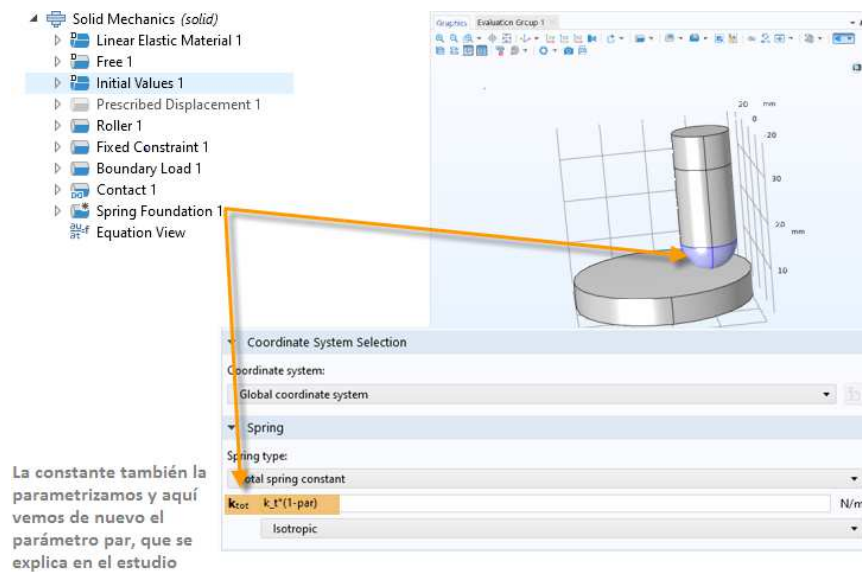 Solid Mechanics (solid)
Linear Elastic Material 1
Free 1
Initial Values 1
Prescribed Displacement 1
Roller 1
Fixed Constraint 1
Boundary Load 1
Contact 1
Spring Foundation 1
Equation View
Graphics Evaluation Group 1
20 mm
0
-20
30
20 mm
10
Coordinate System Selection
Coordinate system:
Global coordinate system
Spring
Spring type:
Total spring constant
k_tot k_t*(1-par) N/m
Isotropic
La constante también la
parametrizamos y aquí
vemos de nuevo el
parámetro par, que se
explica en el estudio